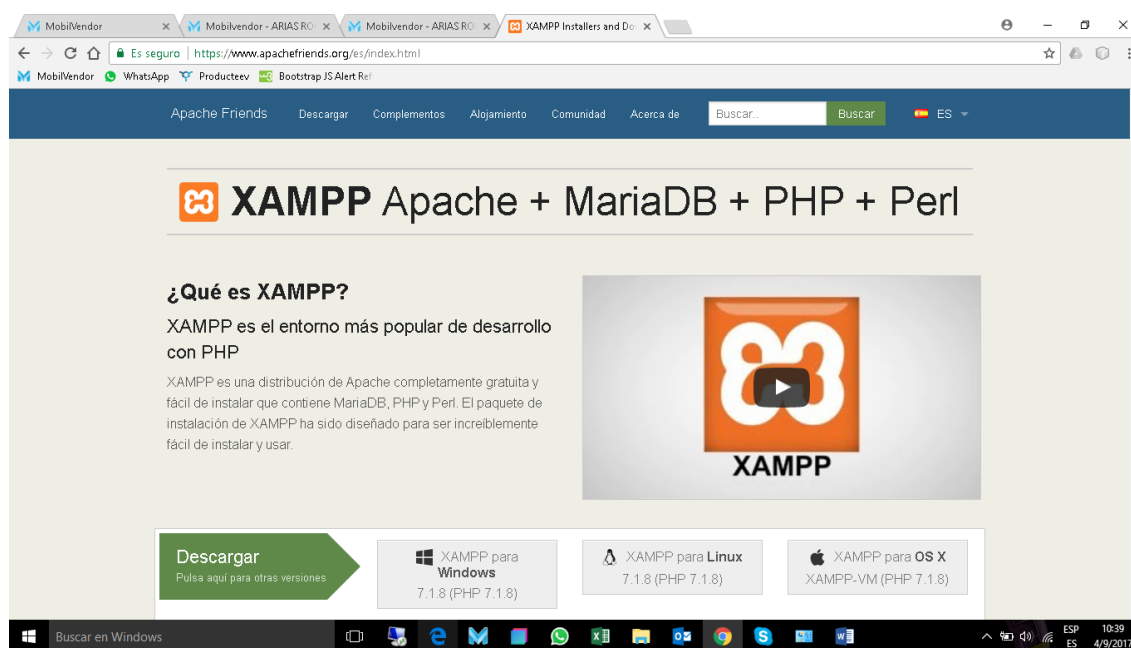 MobilVendor
Mobilvendor - ARIAS RO
Mobilvendor - ARIAS RO
XAMPP Installers and Do
Es seguro | https://www.apachefriends.org/es/index.html
MobilVendor WhatsApp Producteev Bootstrap JS Alert Ref
Apache Friends Descargar Complementos Alojamiento Comunidad Acerca de Buscar.. Buscar ES
XAMPP Apache + MariaDB + PHP + Perl
¿Qué es XAMPP?
XAMPP es el entorno más popular de desarrollo
con PHP
XAMPP es una distribución de Apache completamente gratuita y
fácil de instalar que contiene MariaDB, PHP y Perl. El paquete de
instalación de XAMPP ha sido diseñado para ser increíblemente
fácil de instalar y usar.
XAMPP
Descargar
Pulsa aquí para otras versiones
XAMPP para
Windows
7.1.8 (PHP 7.1.8)
XAMPP para Linux
7.1.8 (PHP 7.1.8)
XAMPP para OS X
XAMPP-VM (PHP 7.1.8)
Buscar en Windows
ESP
ES
10:39
4/9/2017